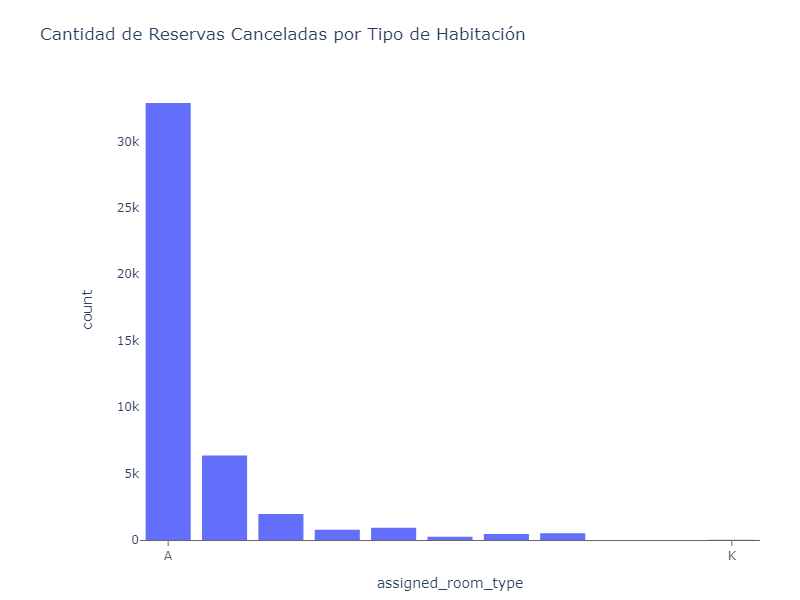 Cantidad de Reservas Canceladas por Tipo de Habitación
30k
25k
20k
15k
10k
5k
0
count
A
K
assigned_room_type